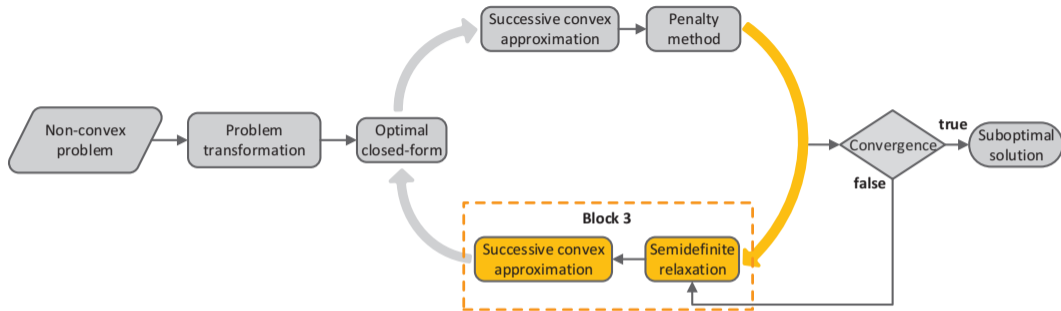 Successive convex
approximation
Penalty
method
Non-convex
problem
Problem
transformation
Optimal
closed-form
Convergence
true
false
Suboptimal
solution
Block 3
Successive convex
approximation
Semidefinite
relaxation